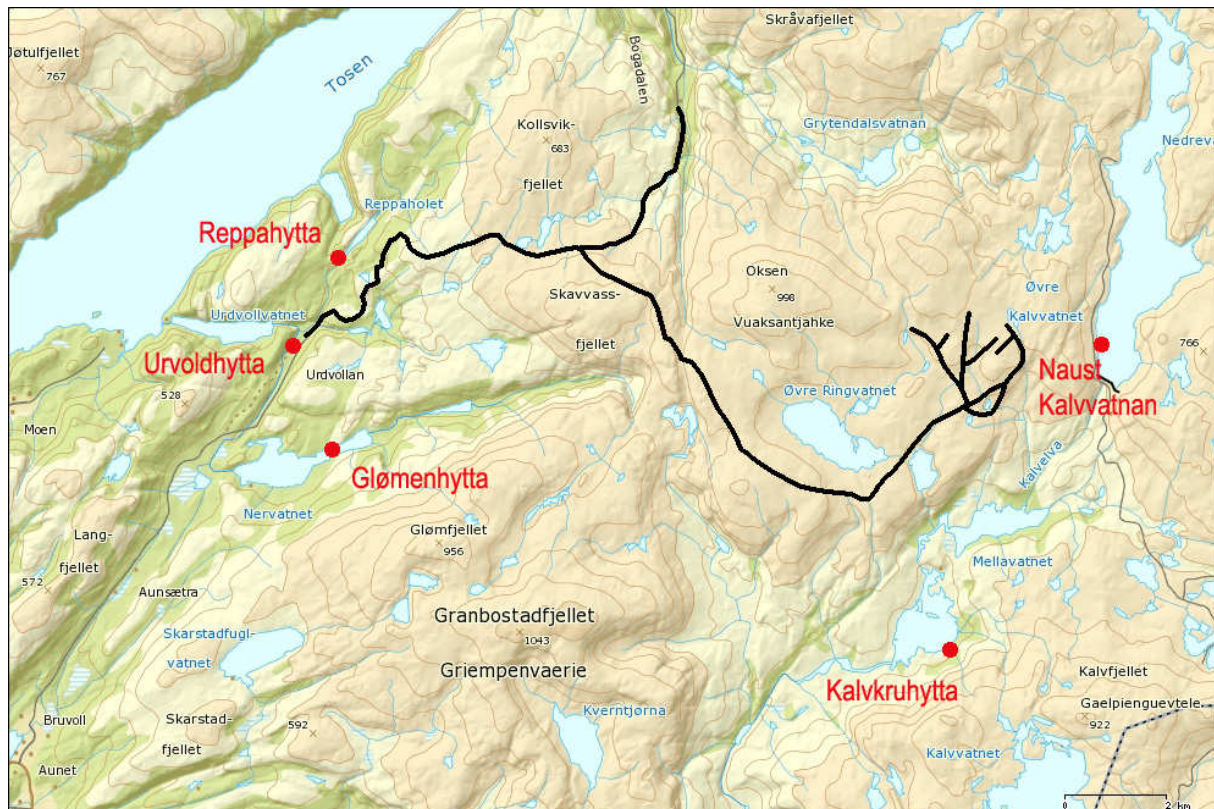 Skråvafjellet
Jøtulfjellet
767
Tosen
Bogadalen
Kollsvik-
683
fjellet
Grytendalsvatnan
Reppaholet
Reppahytta
Oksen
998
Vuaksantjahke
Øvre
Kalvvatnet
Skavvass-
fjellet
Urdvollvatnet
Urvoldhytta
Urdvollan
528
766
Naust
Kalvvatnan
Øvre Ringvatnet
Moen
Glømenhytta
Kalvelva
Nervatnet
Glømfjellet
956
Lang-
fjellet
572
Aunsætra
Mellavatnet
Granbostadfjellet
1043
Griempenvaerie
Skarstadfugl-
vatnet
Kalvkruhytta
Kalvfjellet
Gaelpienguevtele
922
Bruvoll
Skarstad-
fjellet
592
Kverntjørna
Kalvvatnet
Aunet
0 2 km